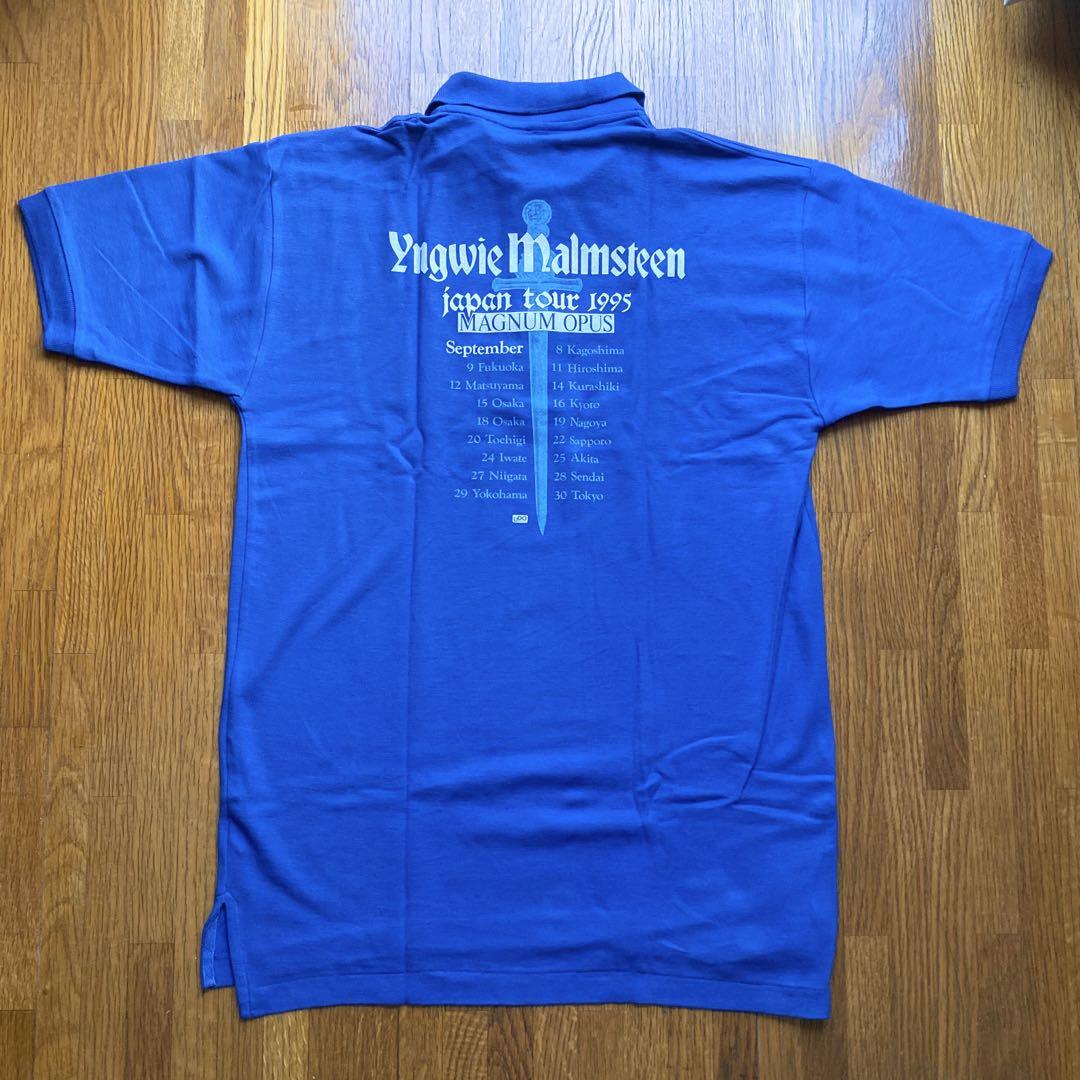 Yngwie Malmsteen
japan tour 1995
MAGNUM OPUS
September 8 Kagoshima
9 Fukuoka 11 Hiroshima
12 Matsuyama 14 Kurashiki
15 Osaka 16 Kyoto
18 Osaka 19 Nagoya
20 Tochigi 22 Sapporo
24 Iwate 25 Akita
27 Niigata 28 Sendai
29 Yokohama 30 Tokyo